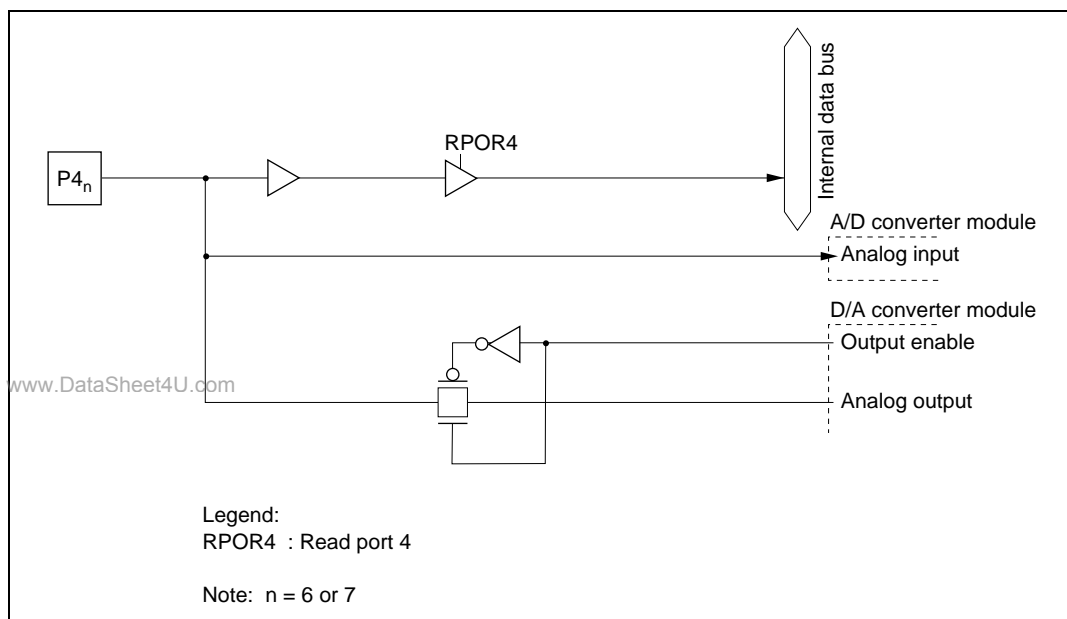 Internal data bus
RPOR4
P4n
A/D converter module
Analog input
D/A converter module
Output enable
www.DataSheet4U.com
Analog output
Legend:
RPOR4 : Read port 4
Note: n = 6 or 7